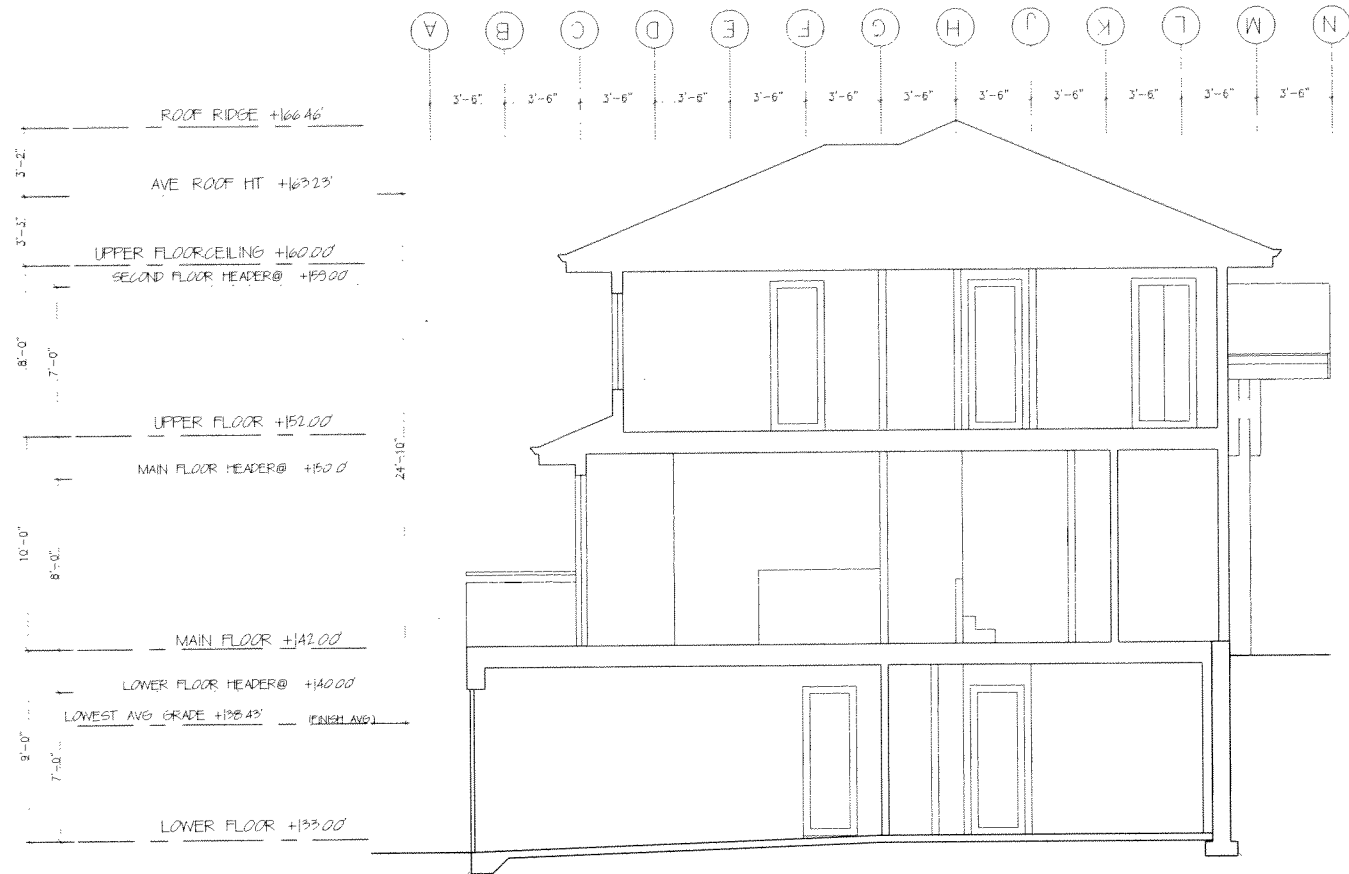 A B C D E F G H J K L M N
3'-6" 3'-6" 3'-6" 3'-6" 3'-6" 3'-6" 3'-6" 3'-6" 3'-6" 3'-6" 3'-6" 3'-6"
ROOF RIDGE +166.46'
3'-2"
AVE ROOF HT +163.23'
3'-3"
UPPER FLOOR CEILING +160.00'
SECOND FLOOR HEADER@ +159.00'
8'-0"
7'-0"
UPPER FLOOR +152.00'
MAIN FLOOR HEADER@ +150.0'
24'-10"
10'-0"
8'-0"
MAIN FLOOR +142.00'
LOWER FLOOR HEADER@ +140.00'
LOWEST AVG GRADE +138.43' (FINISH AVG)
9'-0"
7'-0"
LOWER FLOOR +133.00'